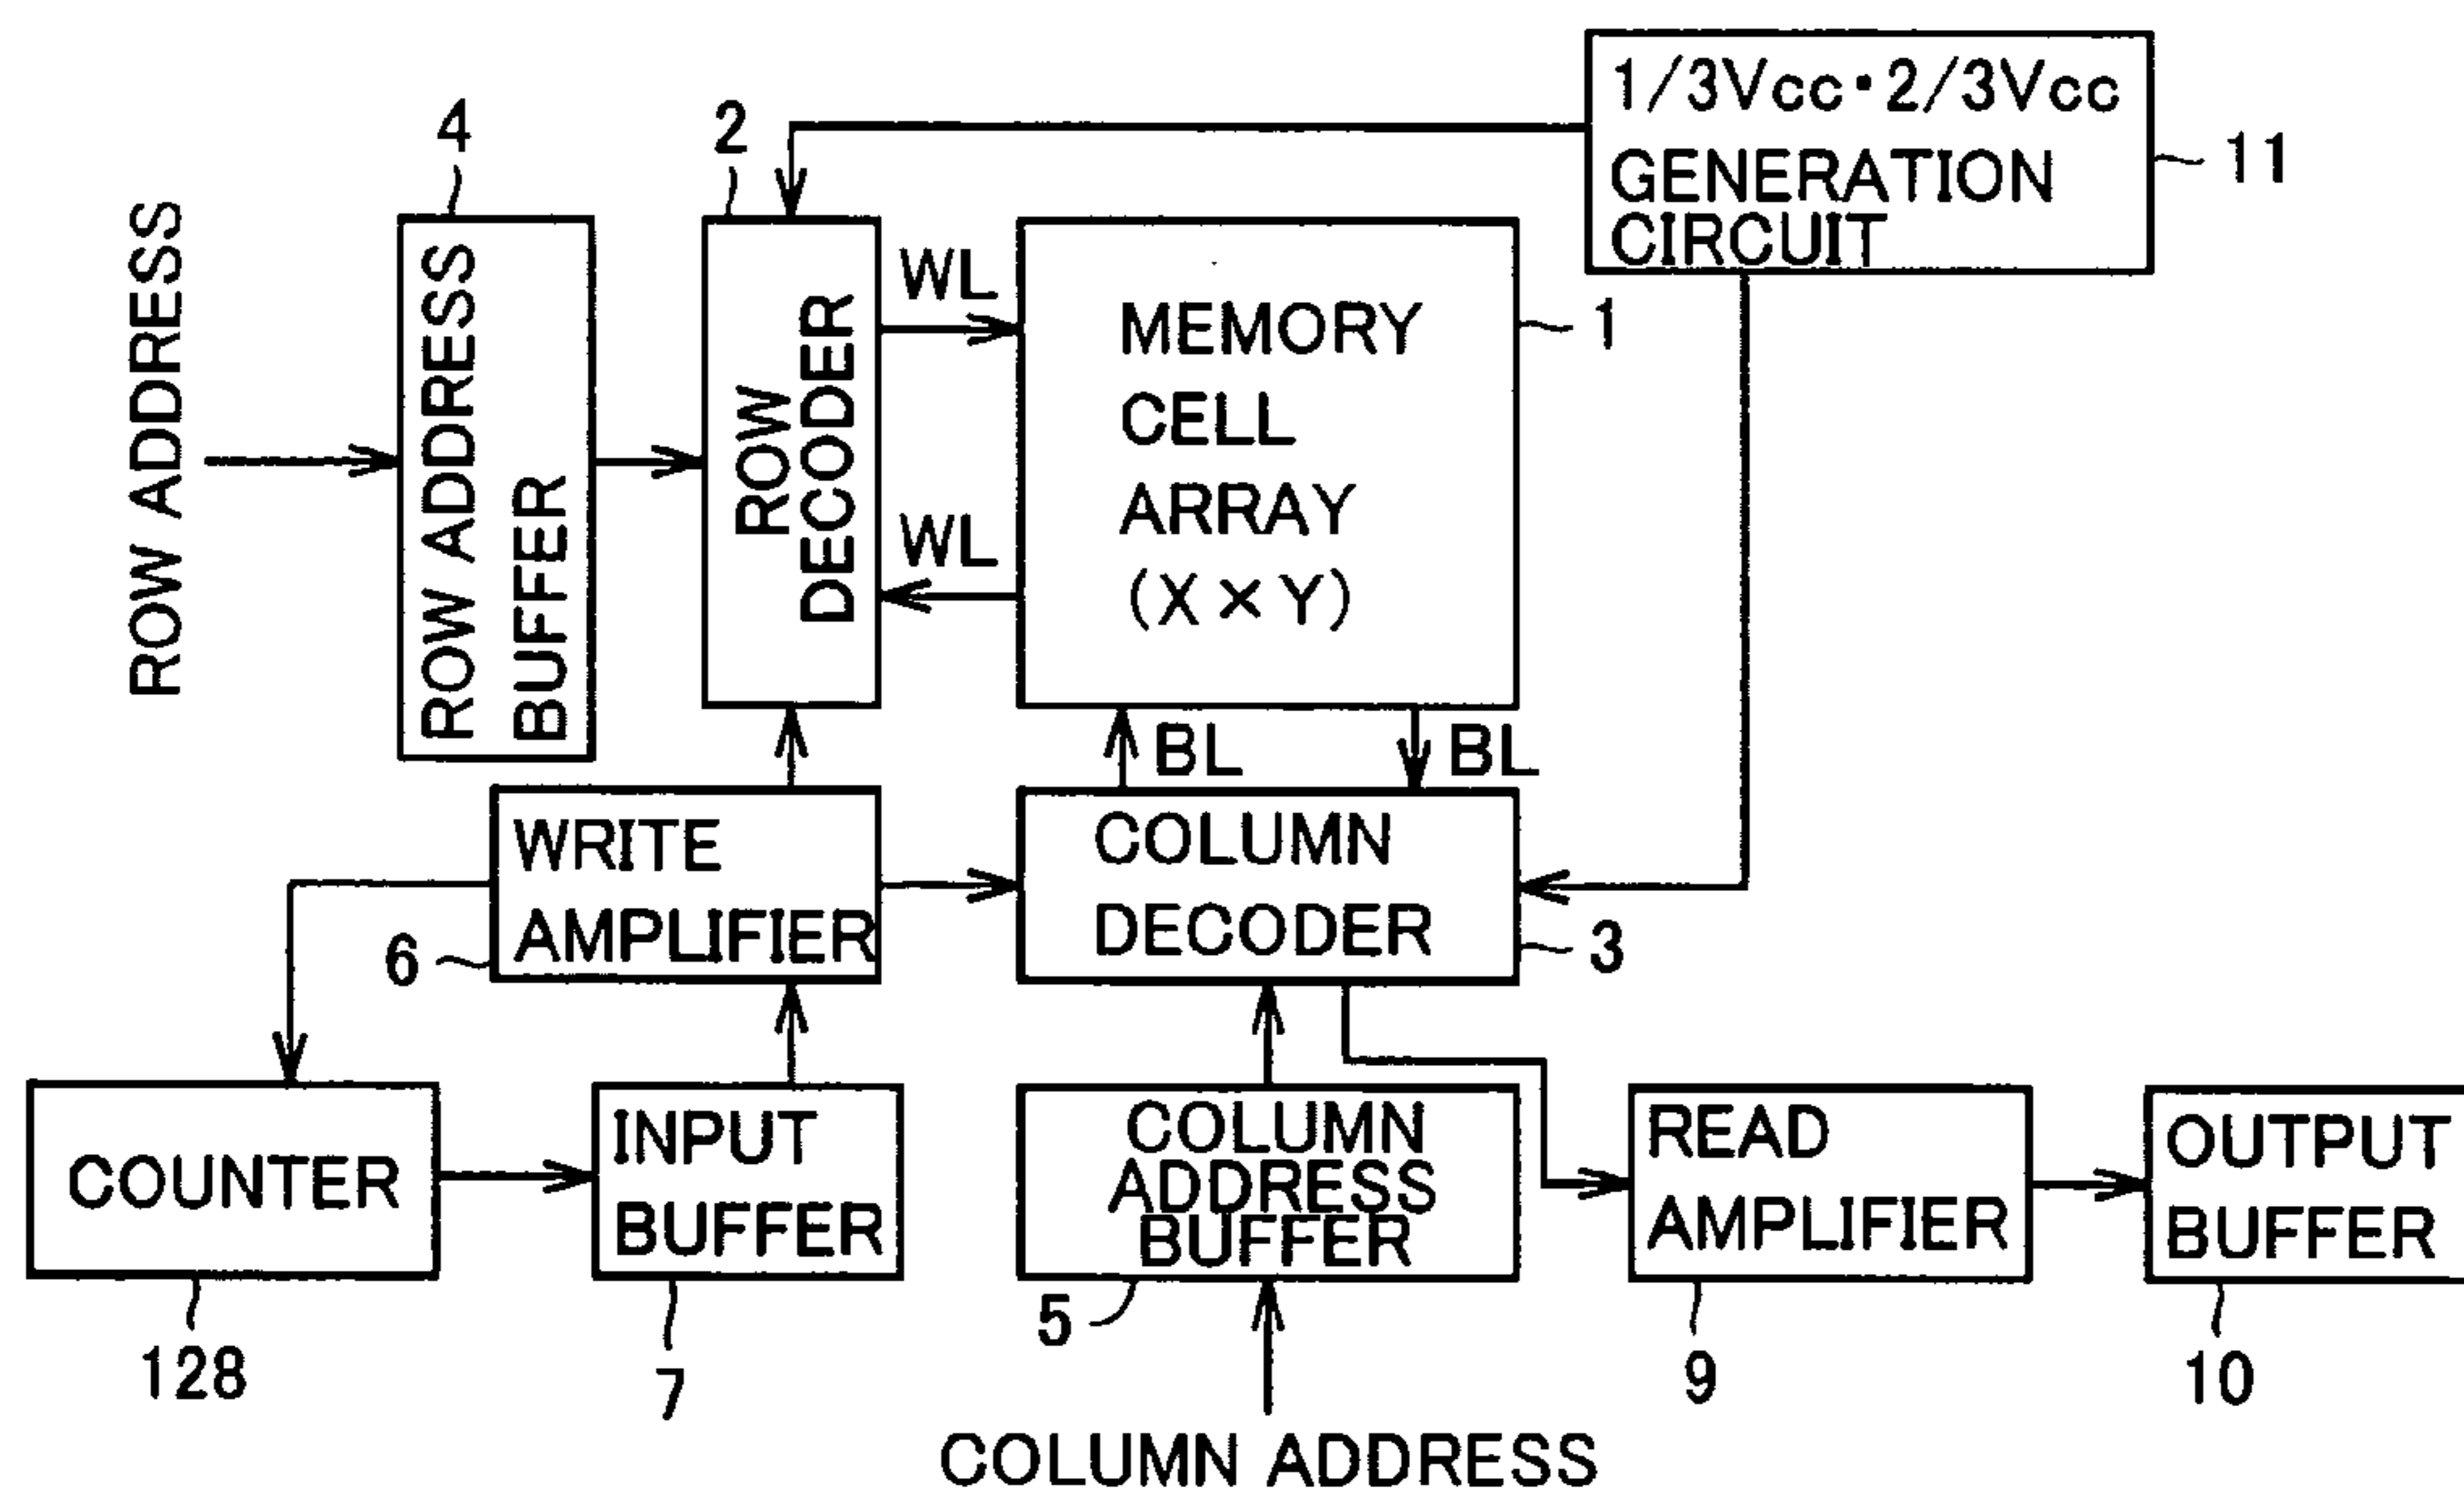 1/3Vcc･2/3Vcc
GENERATION
CIRCUIT
11
4
2
ROW ADDRESS
ROW ADDRESS
BUFFER
ROW
DECODER
WL
WL
MEMORY
CELL
ARRAY
(X×Y)
1
BL
BL
WRITE
AMPLIFIER
6
COLUMN
DECODER
3
COUNTER
128
INPUT
BUFFER
7
COLUMN
ADDRESS
BUFFER
5
READ
AMPLIFIER
9
OUTPUT
BUFFER
10
COLUMN ADDRESS